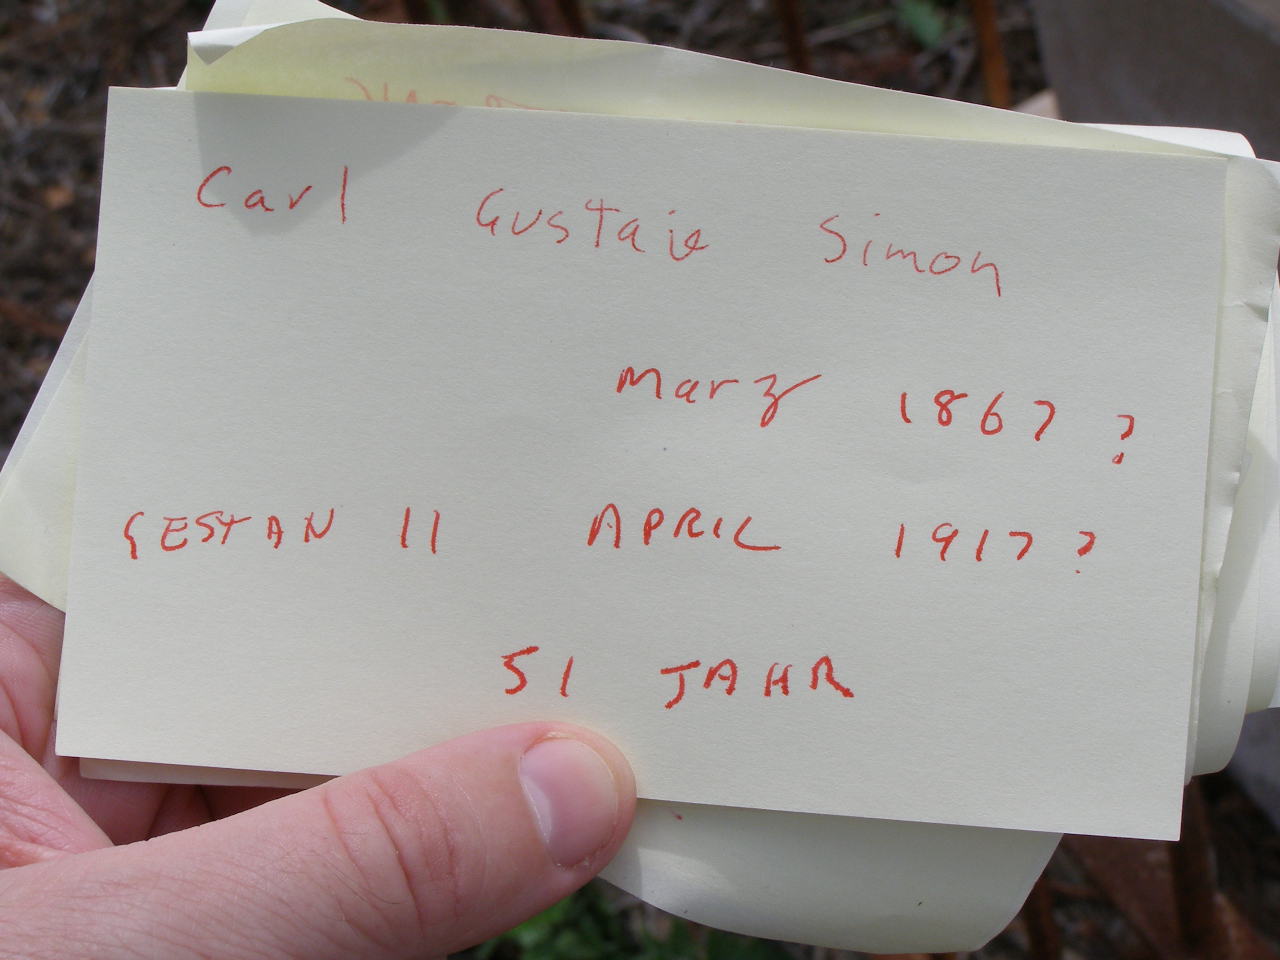 Carl Gustaie Simon
Marz 1867?
GESTAN 11 APRIL 1917?
51 JAHR